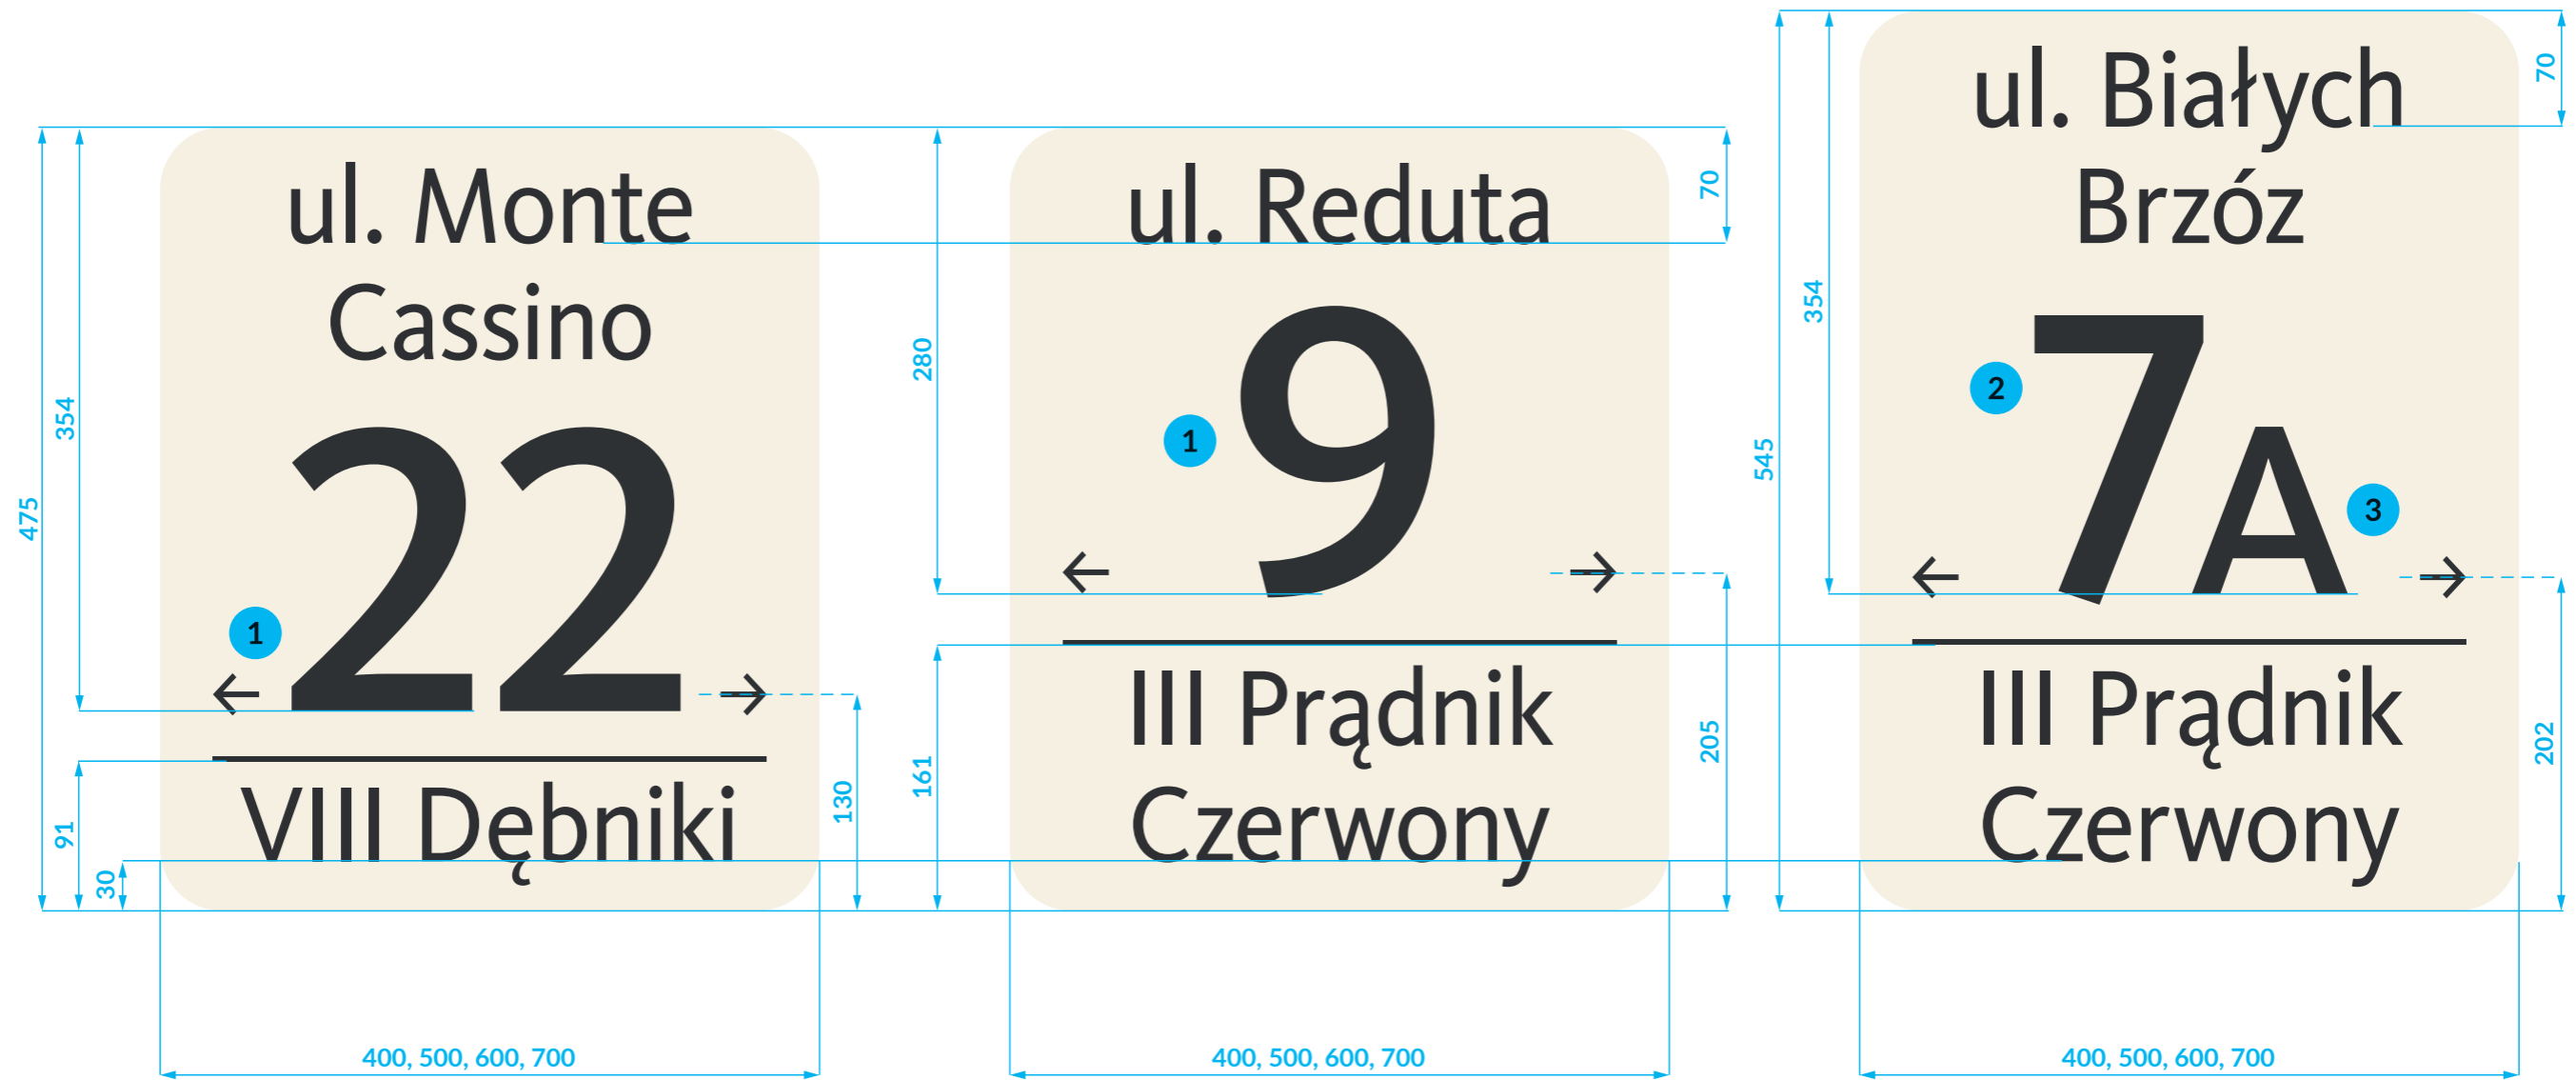 ul. Monte
Cassino
22
1
← →
VIII Dębniki
475
354
91
30
130
400, 500, 600, 700
ul. Reduta
9
1
← →
III Prądnik
Czerwony
280
161
70
205
400, 500, 600, 700
ul. Białych
Brzóz
7A
2
3
← →
III Prądnik
Czerwony
545
354
70
202
400, 500, 600, 700